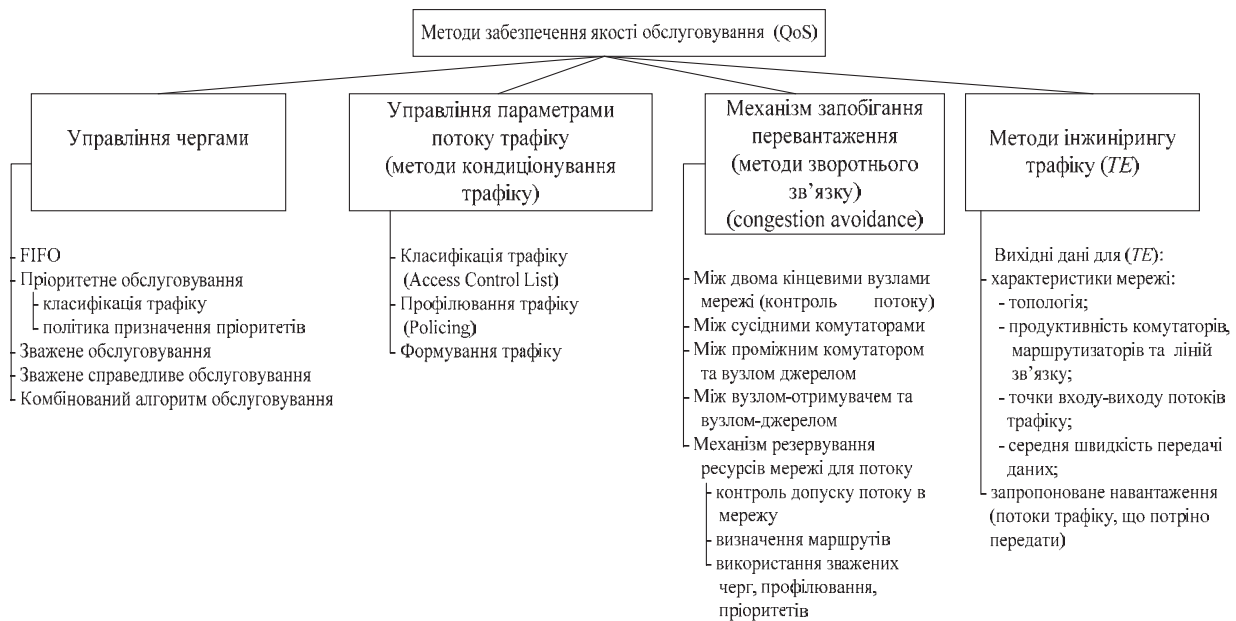 Методи забезпечення якості обслуговування (QoS)
Управління чергами
FIFO
Пріоритетне обслуговування
- класифікація трафіку
- політика призначення пріоритетів
Зважене обслуговування
Зважене справедливе обслуговування
Комбінований алгоритм обслуговування
Управління параметрами
потоку трафіку
(методи кондиціонування
трафіку)
Класифікація трафіку
(Access Control List)
Профілювання трафіку
(Policing)
Формування трафіку
Механізм запобігання
перевантаження
(методи зворотнього
зв’язку)
(congestion avoidance)
Між двома кінцевими вузлами
мережі (контроль потоку)
Між сусідними комутаторами
Між проміжним комутатором
та вузлом джерелом
Між вузлом-отримувачем та
вузлом-джерелом
Механізм резервування
ресурсів мережі для потоку
- контроль допуску потоку в
мережу
- визначення маршрутів
- використання зважених
черг, профілювання,
пріоритетів
Методи інжинірингу
трафіку (TE)
Вихідні дані для (TE):
- характеристики мережі:
- топологія;
- продуктивність комутаторів,
маршрутизаторів та ліній
зв’язку;
- точки входу-виходу потоків
трафіку;
- середня швидкість передачі
даних;
- запропоноване навантаження
(потоки трафіку, що потріно
передати)